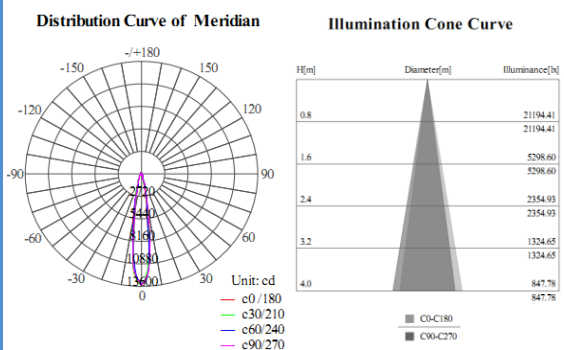 Distribution Curve of Meridian
-/+180
-150
150
-120
120
-90
90
-60
60
-30
30
0
2720
5440
8160
10880
13600
Unit: cd
c0/180
c30/210
c60/240
c90/270
Illumination Cone Curve
H[m] Diameter[m] Illuminance[lx]
0.8 21194.41
21194.41
1.6 5298.60
5298.60
2.4 2354.93
2354.93
3.2 1324.65
1324.65
4.0 847.78
847.78
C0-C180
C90-C270